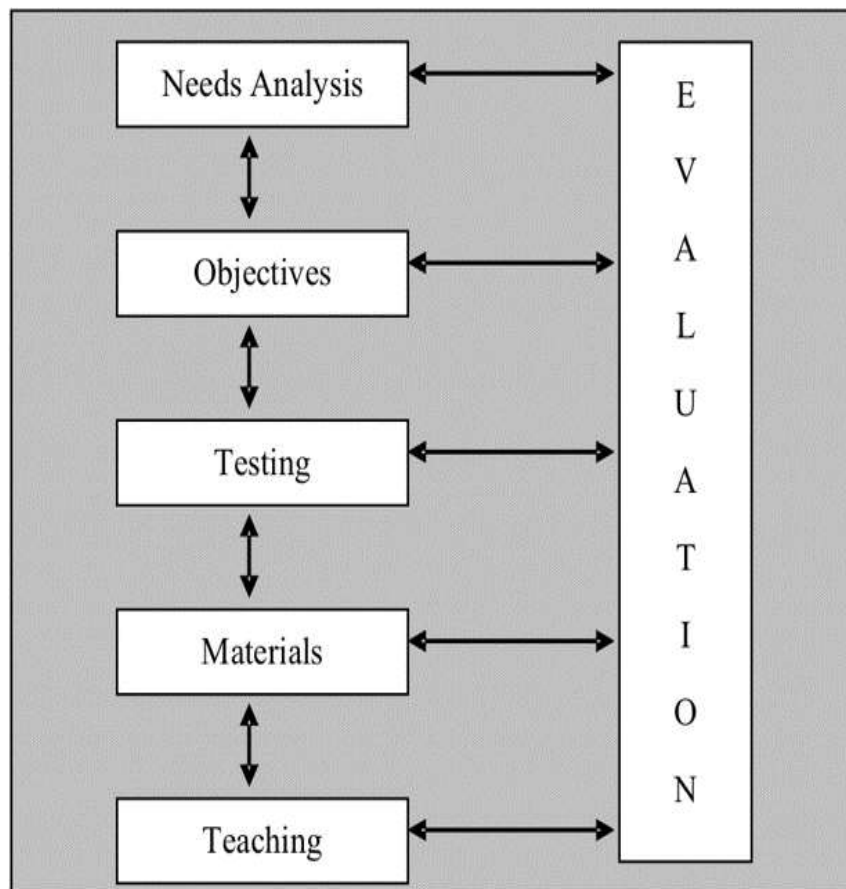 Needs Analysis
Objectives
Testing
Materials
Teaching
E
V
A
L
U
A
T
I
O
N